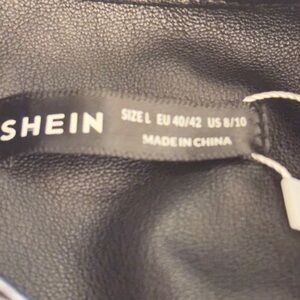 SHEIN
SIZE L EU 40/42 US 8/10
MADE IN CHINA